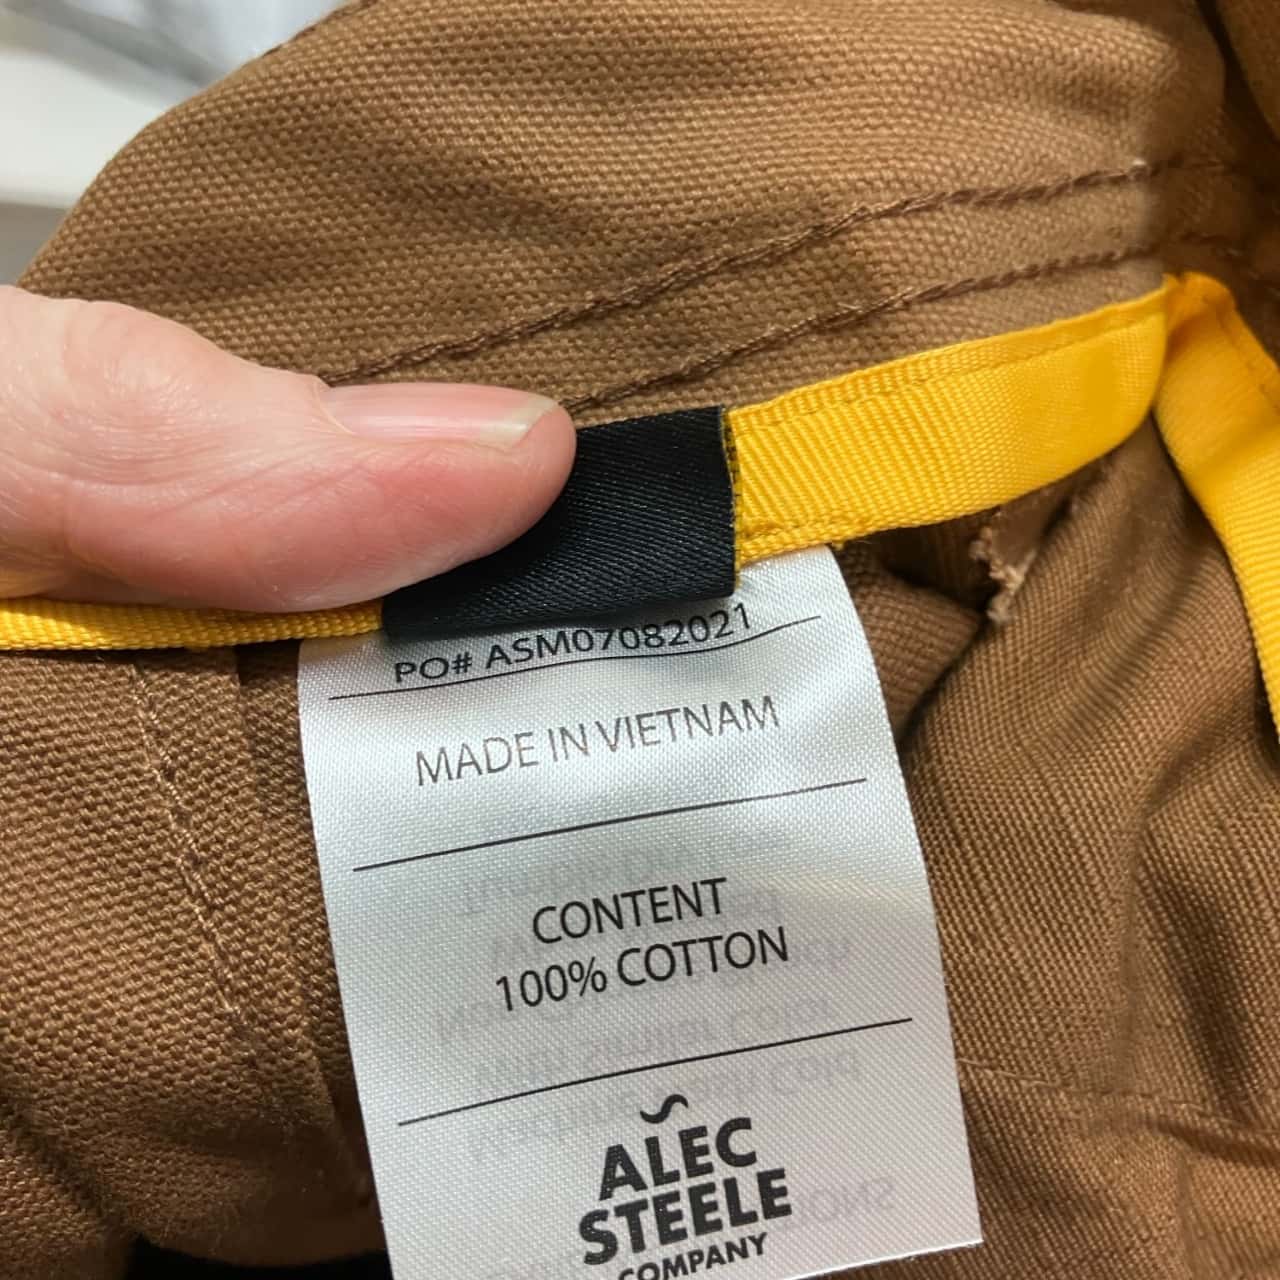 PO# ASM07082021
MADE IN VIETNAM
CONTENT
100% COTTON
ALEC
STEELE
COMPANY